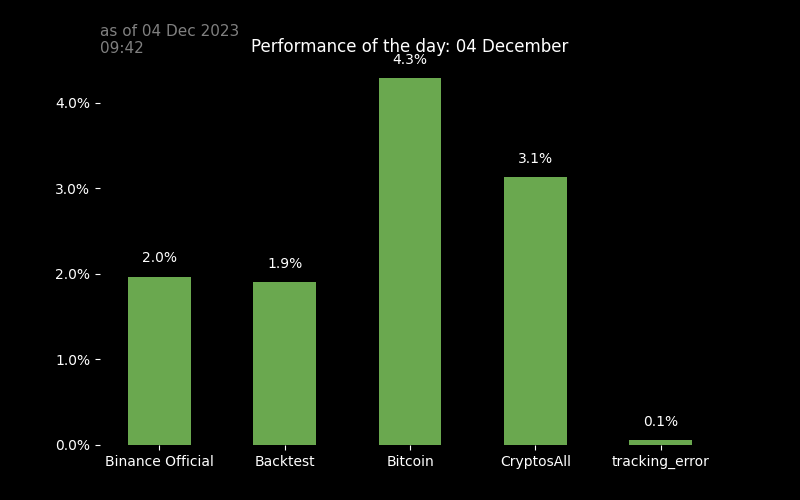 as of 04 Dec 2023
09:42
Performance of the day: 04 December
4.3%
4.0%
3.1%
3.0%
2.0%
1.9%
2.0%
1.0%
0.1%
0.0%
Binance Official
Backtest
Bitcoin
CryptosAll
tracking_error